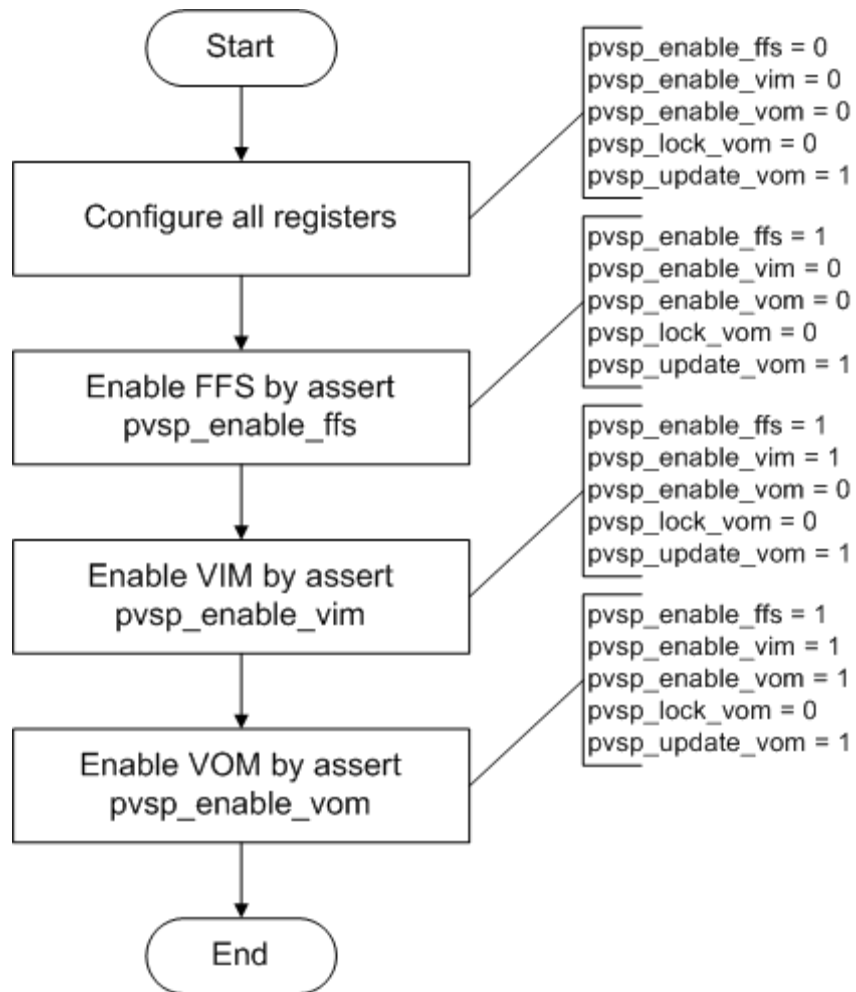 Start
pvsp_enable_ffs = 0
pvsp_enable_vim = 0
pvsp_enable_vom = 0
pvsp_lock_vom = 0
pvsp_update_vom = 1
Configure all registers
pvsp_enable_ffs = 1
pvsp_enable_vim = 0
pvsp_enable_vom = 0
pvsp_lock_vom = 0
pvsp_update_vom = 1
Enable FFS by assert
pvsp_enable_ffs
pvsp_enable_ffs = 1
pvsp_enable_vim = 1
pvsp_enable_vom = 0
pvsp_lock_vom = 0
pvsp_update_vom = 1
Enable VIM by assert
pvsp_enable_vim
pvsp_enable_ffs = 1
pvsp_enable_vim = 1
pvsp_enable_vom = 1
pvsp_lock_vom = 0
pvsp_update_vom = 1
Enable VOM by assert
pvsp_enable_vom
End